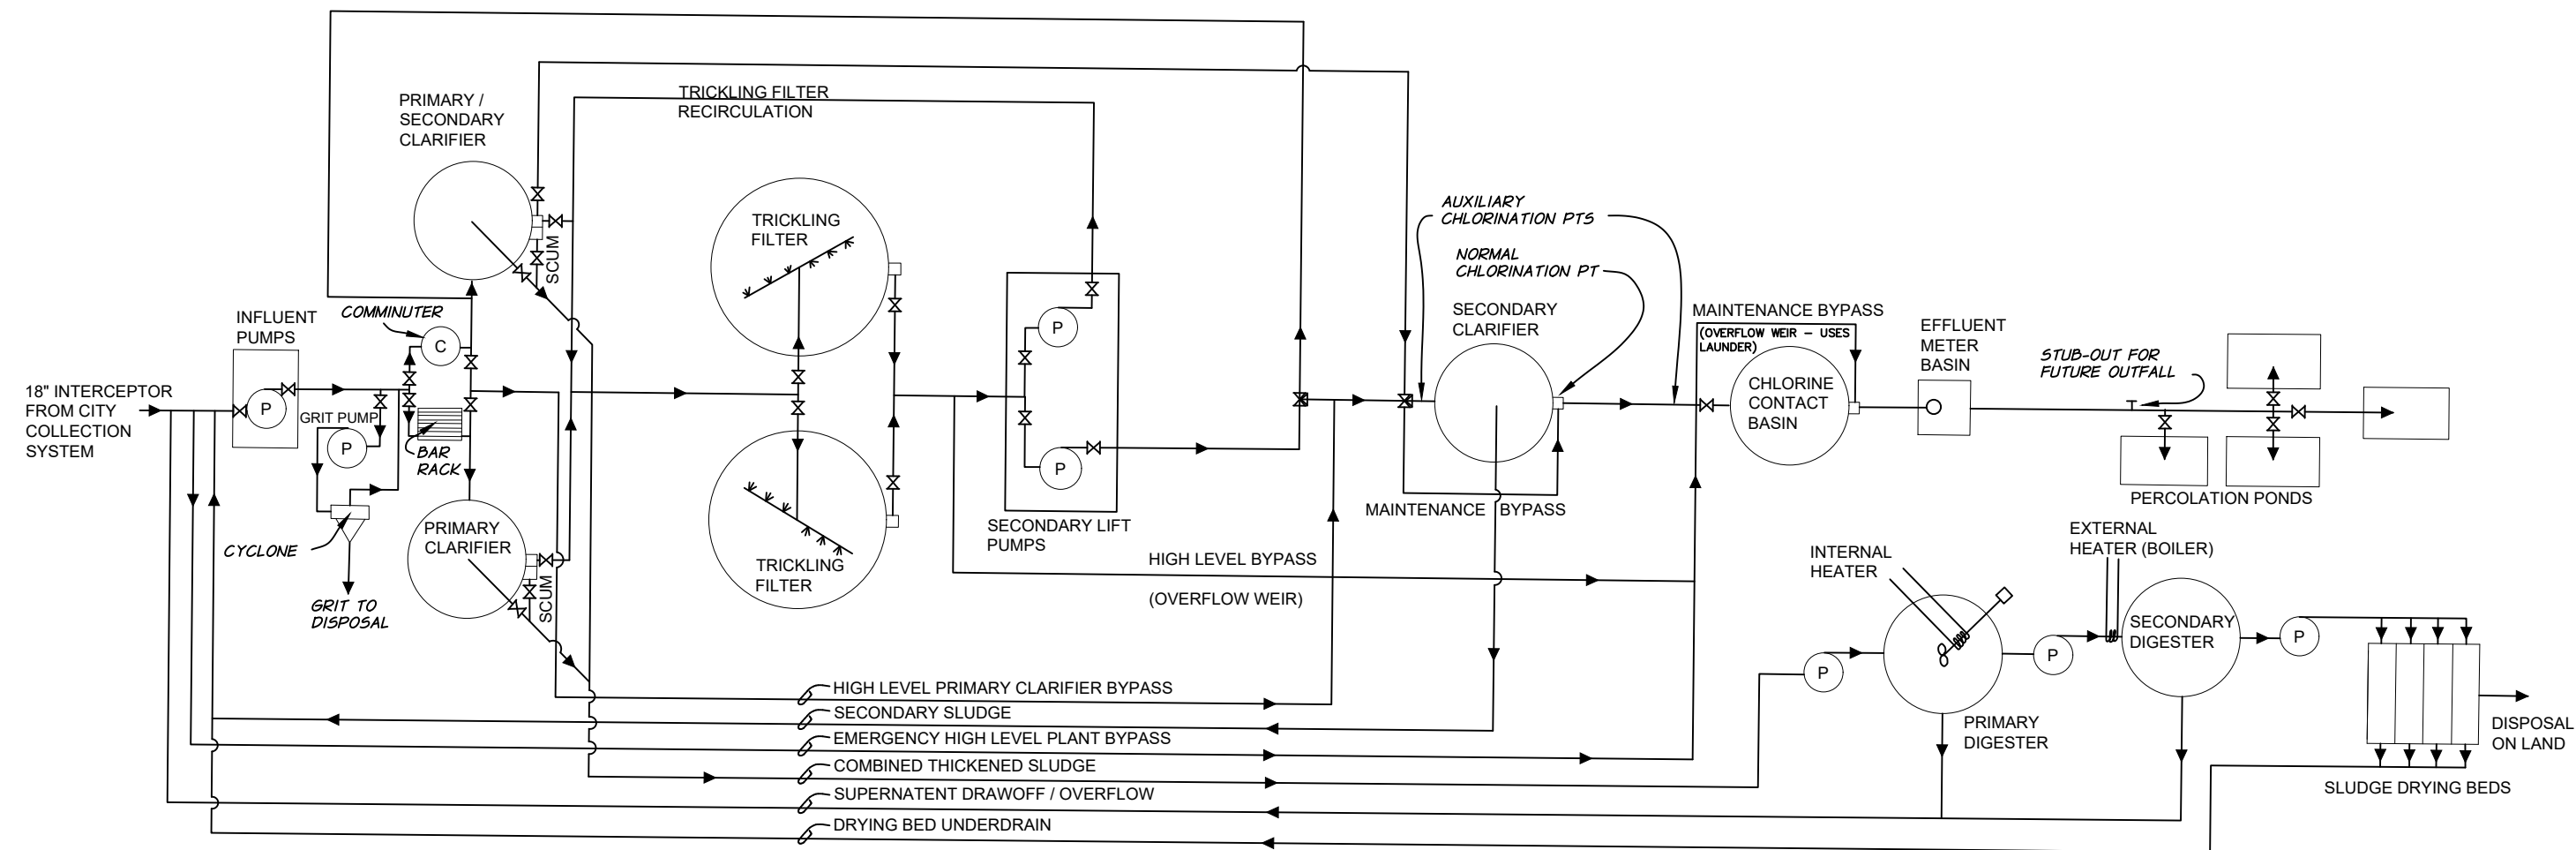 TRICKLING FILTER
RECIRCULATION
PRIMARY /
SECONDARY
CLARIFIER
SCUM
TRICKLING
FILTER
AUXILIARY
CHLORINATION PTS
NORMAL
CHLORINATION PT
SECONDARY
CLARIFIER
MAINTENANCE BYPASS
(OVERFLOW WEIR – USES
LAUNDER)
CHLORINE
CONTACT
BASIN
EFFLUENT
METER
BASIN
STUB-OUT FOR
FUTURE OUTFALL
PERCOLATION PONDS
COMMINUTER
C
INFLUENT
PUMPS
P
18" INTERCEPTOR
FROM CITY
COLLECTION
SYSTEM
GRIT PUMP
P
BAR
RACK
CYCLONE
GRIT TO
DISPOSAL
PRIMARY
CLARIFIER
SCUM
TRICKLING
FILTER
P
P
SECONDARY LIFT
PUMPS
MAINTENANCE BYPASS
HIGH LEVEL BYPASS
(OVERFLOW WEIR)
INTERNAL
HEATER
EXTERNAL
HEATER (BOILER)
P
PRIMARY
DIGESTER
P
SECONDARY
DIGESTER
P
DISPOSAL
ON LAND
SLUDGE DRYING BEDS
HIGH LEVEL PRIMARY CLARIFIER BYPASS
SECONDARY SLUDGE
EMERGENCY HIGH LEVEL PLANT BYPASS
COMBINED THICKENED SLUDGE
SUPERNATENT DRAWOFF / OVERFLOW
DRYING BED UNDERDRAIN